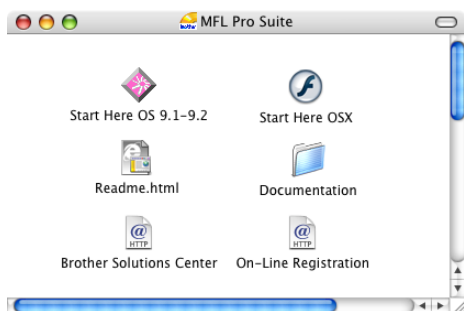 MFL Pro Suite
Start Here OS 9.1-9.2
Start Here OSX
Readme.html
Documentation
@
HTTP
@
HTTP
Brother Solutions Center
On-Line Registration